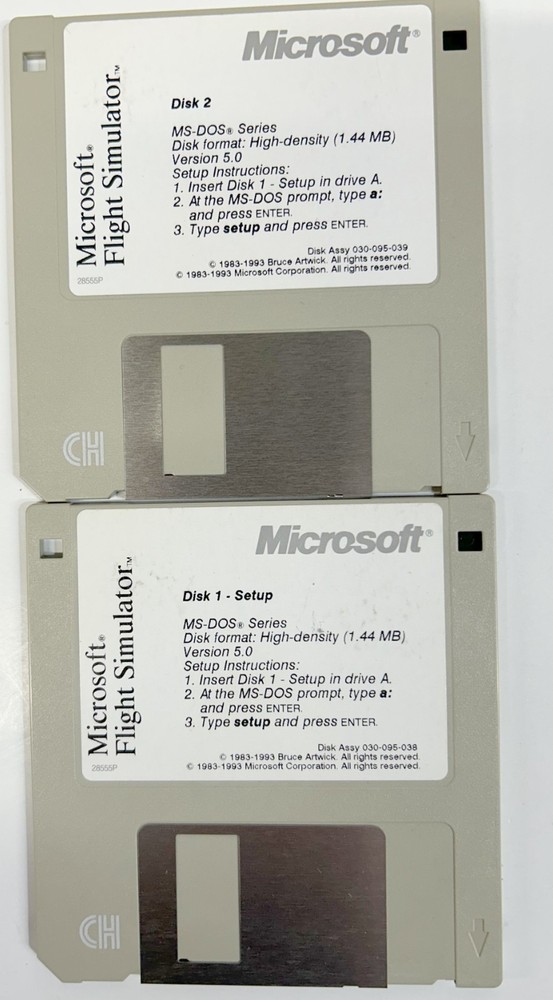 Microsoft®
Microsoft®
Flight Simulator™
Disk 2
MS-DOS® Series
Disk format: High-density (1.44 MB)
Version 5.0
Setup Instructions:
1. Insert Disk 1 - Setup in drive A.
2. At the MS-DOS prompt, type a:
and press ENTER.
3. Type setup and press ENTER.
Disk Assy 030-095-039
© 1983-1993 Bruce Artwick. All rights reserved.
© 1983-1993 Microsoft Corporation. All rights reserved.
28555P
CH
Microsoft®
Microsoft®
Flight Simulator™
Disk 1 - Setup
MS-DOS® Series
Disk format: High-density (1.44 MB)
Version 5.0
Setup Instructions:
1. Insert Disk 1 - Setup in drive A.
2. At the MS-DOS prompt, type a:
and press ENTER.
3. Type setup and press ENTER.
Disk Assy 030-095-038
© 1983-1993 Bruce Artwick. All rights reserved.
© 1983-1993 Microsoft Corporation. All rights reserved.
28555P
CH